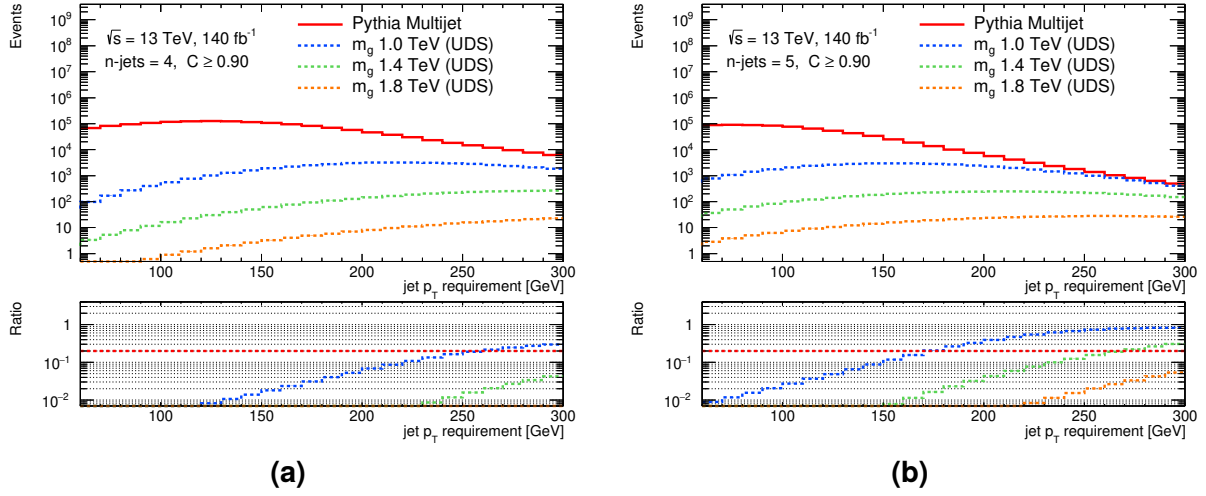 Events
10⁹
10⁸
10⁷
10⁶
10⁵
10⁴
10³
10²
10
1
√s = 13 TeV, 140 fb⁻¹
n-jets = 4, C ≥ 0.90
Pythia Multijet
m_g 1.0 TeV (UDS)
m_g 1.4 TeV (UDS)
m_g 1.8 TeV (UDS)
100 150 200 250 300
jet p_T requirement [GeV]
Ratio
1
10⁻¹
10⁻²
100 150 200 250 300
jet p_T requirement [GeV]
(a)
Events
10⁹
10⁸
10⁷
10⁶
10⁵
10⁴
10³
10²
10
1
√s = 13 TeV, 140 fb⁻¹
n-jets = 5, C ≥ 0.90
Pythia Multijet
m_g 1.0 TeV (UDS)
m_g 1.4 TeV (UDS)
m_g 1.8 TeV (UDS)
100 150 200 250 300
jet p_T requirement [GeV]
Ratio
1
10⁻¹
10⁻²
100 150 200 250 300
jet p_T requirement [GeV]
(b)